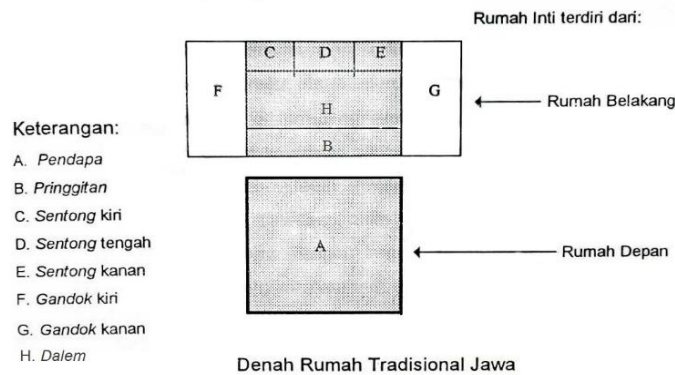 Rumah Inti terdiri dari:
C D E
F G
Rumah Belakang
H
B
Keterangan:
A. Pendapa
B. Pringgitan
C. Sentong kiri
D. Sentong tengah
E. Sentong kanan
F. Gandok kiri
G. Gandok kanan
H. Dalem
A
Rumah Depan
Denah Rumah Tradisional Jawa